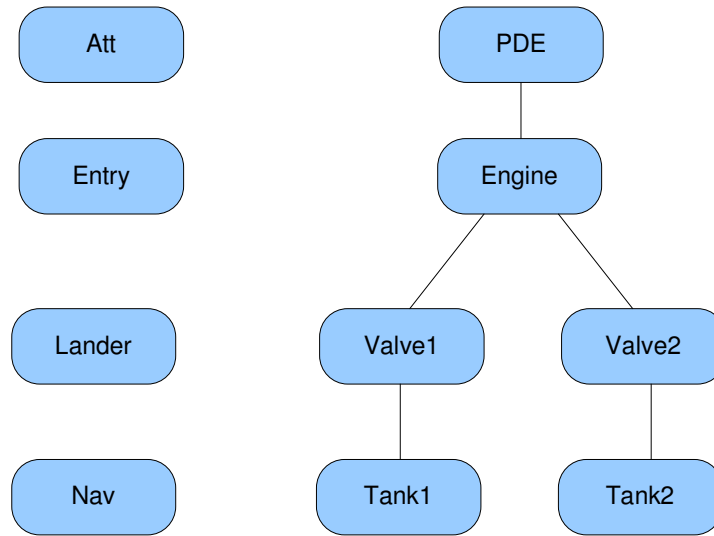 Att
PDE
Entry
Engine
Lander
Valve1
Valve2
Nav
Tank1
Tank2